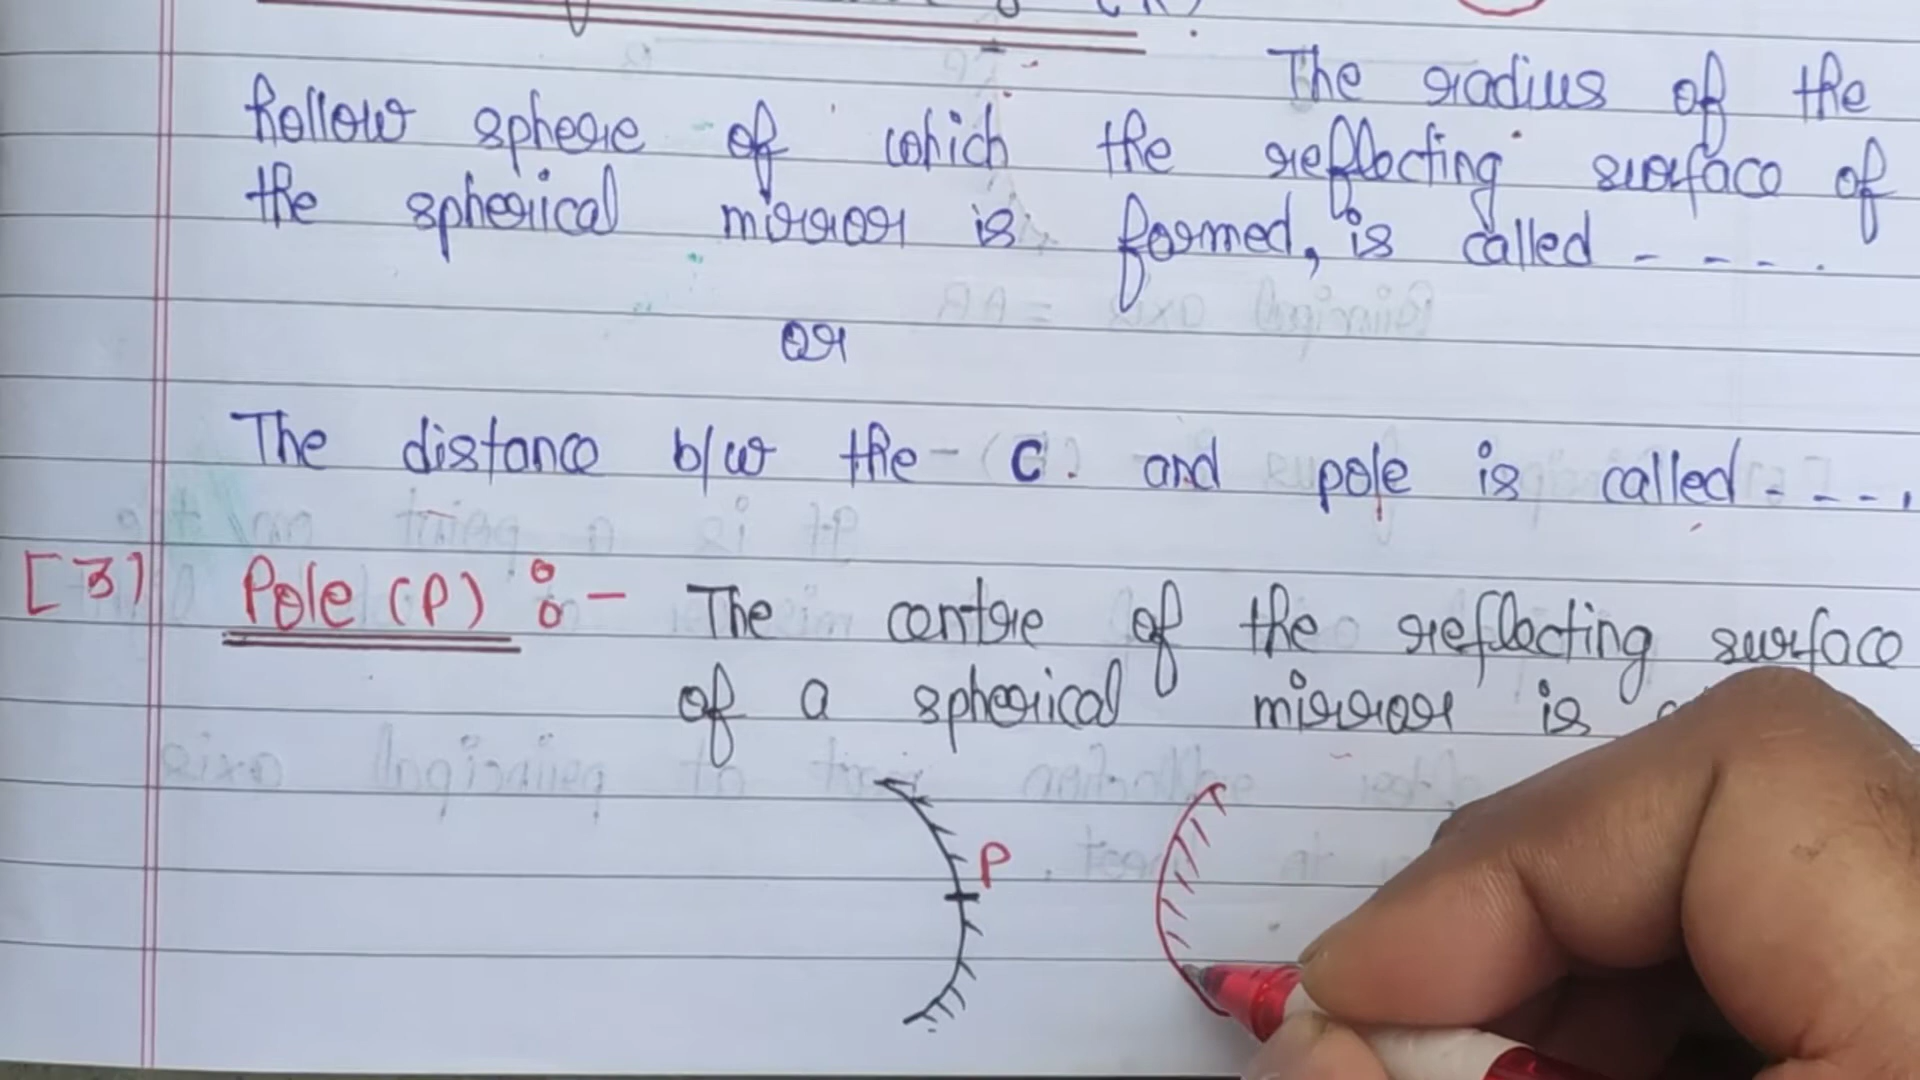 (R)
The radius of the
hollow sphere of which the reflecting surface of
the spherical mirror is formed, is called - - - .
or
The distance b/w the C. and pole is called - - - .
[3] Pole (P) :- The centre of the reflecting surface
of a spherical mirror is
P